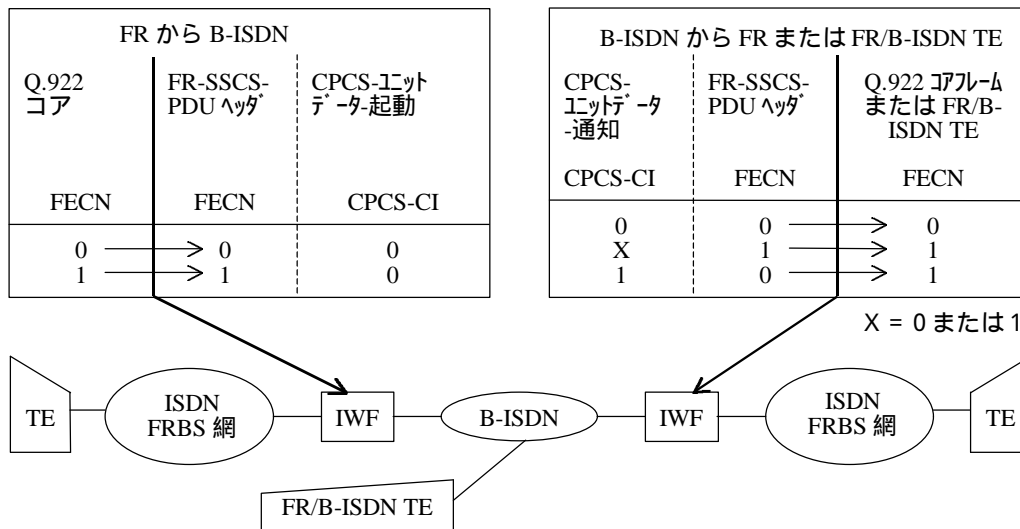 FR から B-ISDN
Q.922
コア
FR-SSCS-
PDU ヘッダ
CPCS-ユニット
データ-起動
FECN FECN CPCS-CI
0 0 0
1 1 0
B-ISDN から FR または FR/B-ISDN TE
CPCS-
ユニットデータ
-通知
FR-SSCS-
PDU ヘッダ
Q.922 コアフレーム
または FR/B-
ISDN TE
CPCS-CI FECN FECN
0 0 0
X 1 1
1 0 1
X = 0 または 1
TE
ISDN
FRBS 網
IWF
B-ISDN
IWF
ISDN
FRBS 網
TE
FR/B-ISDN TE